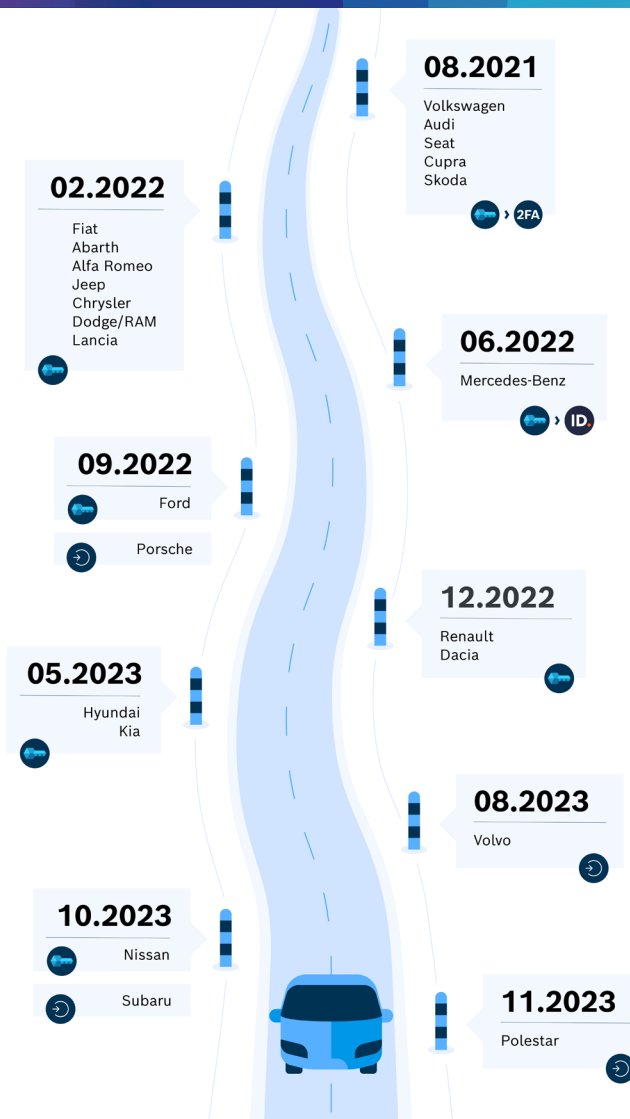 08.2021
Volkswagen
Audi
Seat
Cupra
Skoda
2FA
02.2022
Fiat
Abarth
Alfa Romeo
Jeep
Chrysler
Dodge/RAM
Lancia
06.2022
Mercedes-Benz
ID.
09.2022
Ford
Porsche
12.2022
Renault
Dacia
05.2023
Hyundai
Kia
08.2023
Volvo
10.2023
Nissan
Subaru
11.2023
Polestar